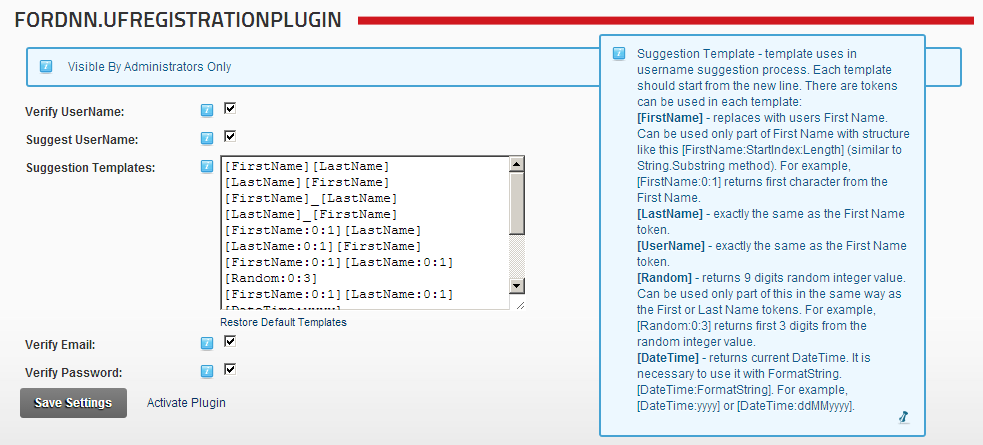 FORDNN.UFREGISTRATIONPLUGIN
Visible By Administrators Only
Verify UserName:
Suggest UserName:
Suggestion Templates:
[FirstName][LastName]
[LastName][FirstName]
[FirstName]_[LastName]
[LastName]_[FirstName]
[FirstName:0:1][LastName]
[LastName:0:1][FirstName]
[FirstName:0:1][LastName:0:1]
[Random:0:3]
[FirstName:0:1][LastName:0:1]
[DateTime:yyyy]
Restore Default Templates
Verify Email:
Verify Password:
Save Settings
Activate Plugin
Suggestion Template - template uses in
username suggestion process. Each template
should start from the new line. There are tokens
can be used in each template:
[FirstName] - replaces with users First Name.
Can be used only part of First Name with structure
like this [FirstName:StartIndex:Length] (similar to
String.Substring method). For example,
[FirstName:0:1] returns first character from the
First Name.
[LastName] - exactly the same as the First Name
token.
[UserName] - exactly the same as the First Name
token.
[Random] - returns 9 digits random integer value.
Can be used only part of this in the same way as
the First or Last Name tokens. For example,
[Random:0:3] returns first 3 digits from the
random integer value.
[DateTime] - returns current DateTime. It is
necessary to use it with FormatString.
[DateTime:FormatString]. For example,
[DateTime:yyyy] or [DateTime:ddMMyyyy].